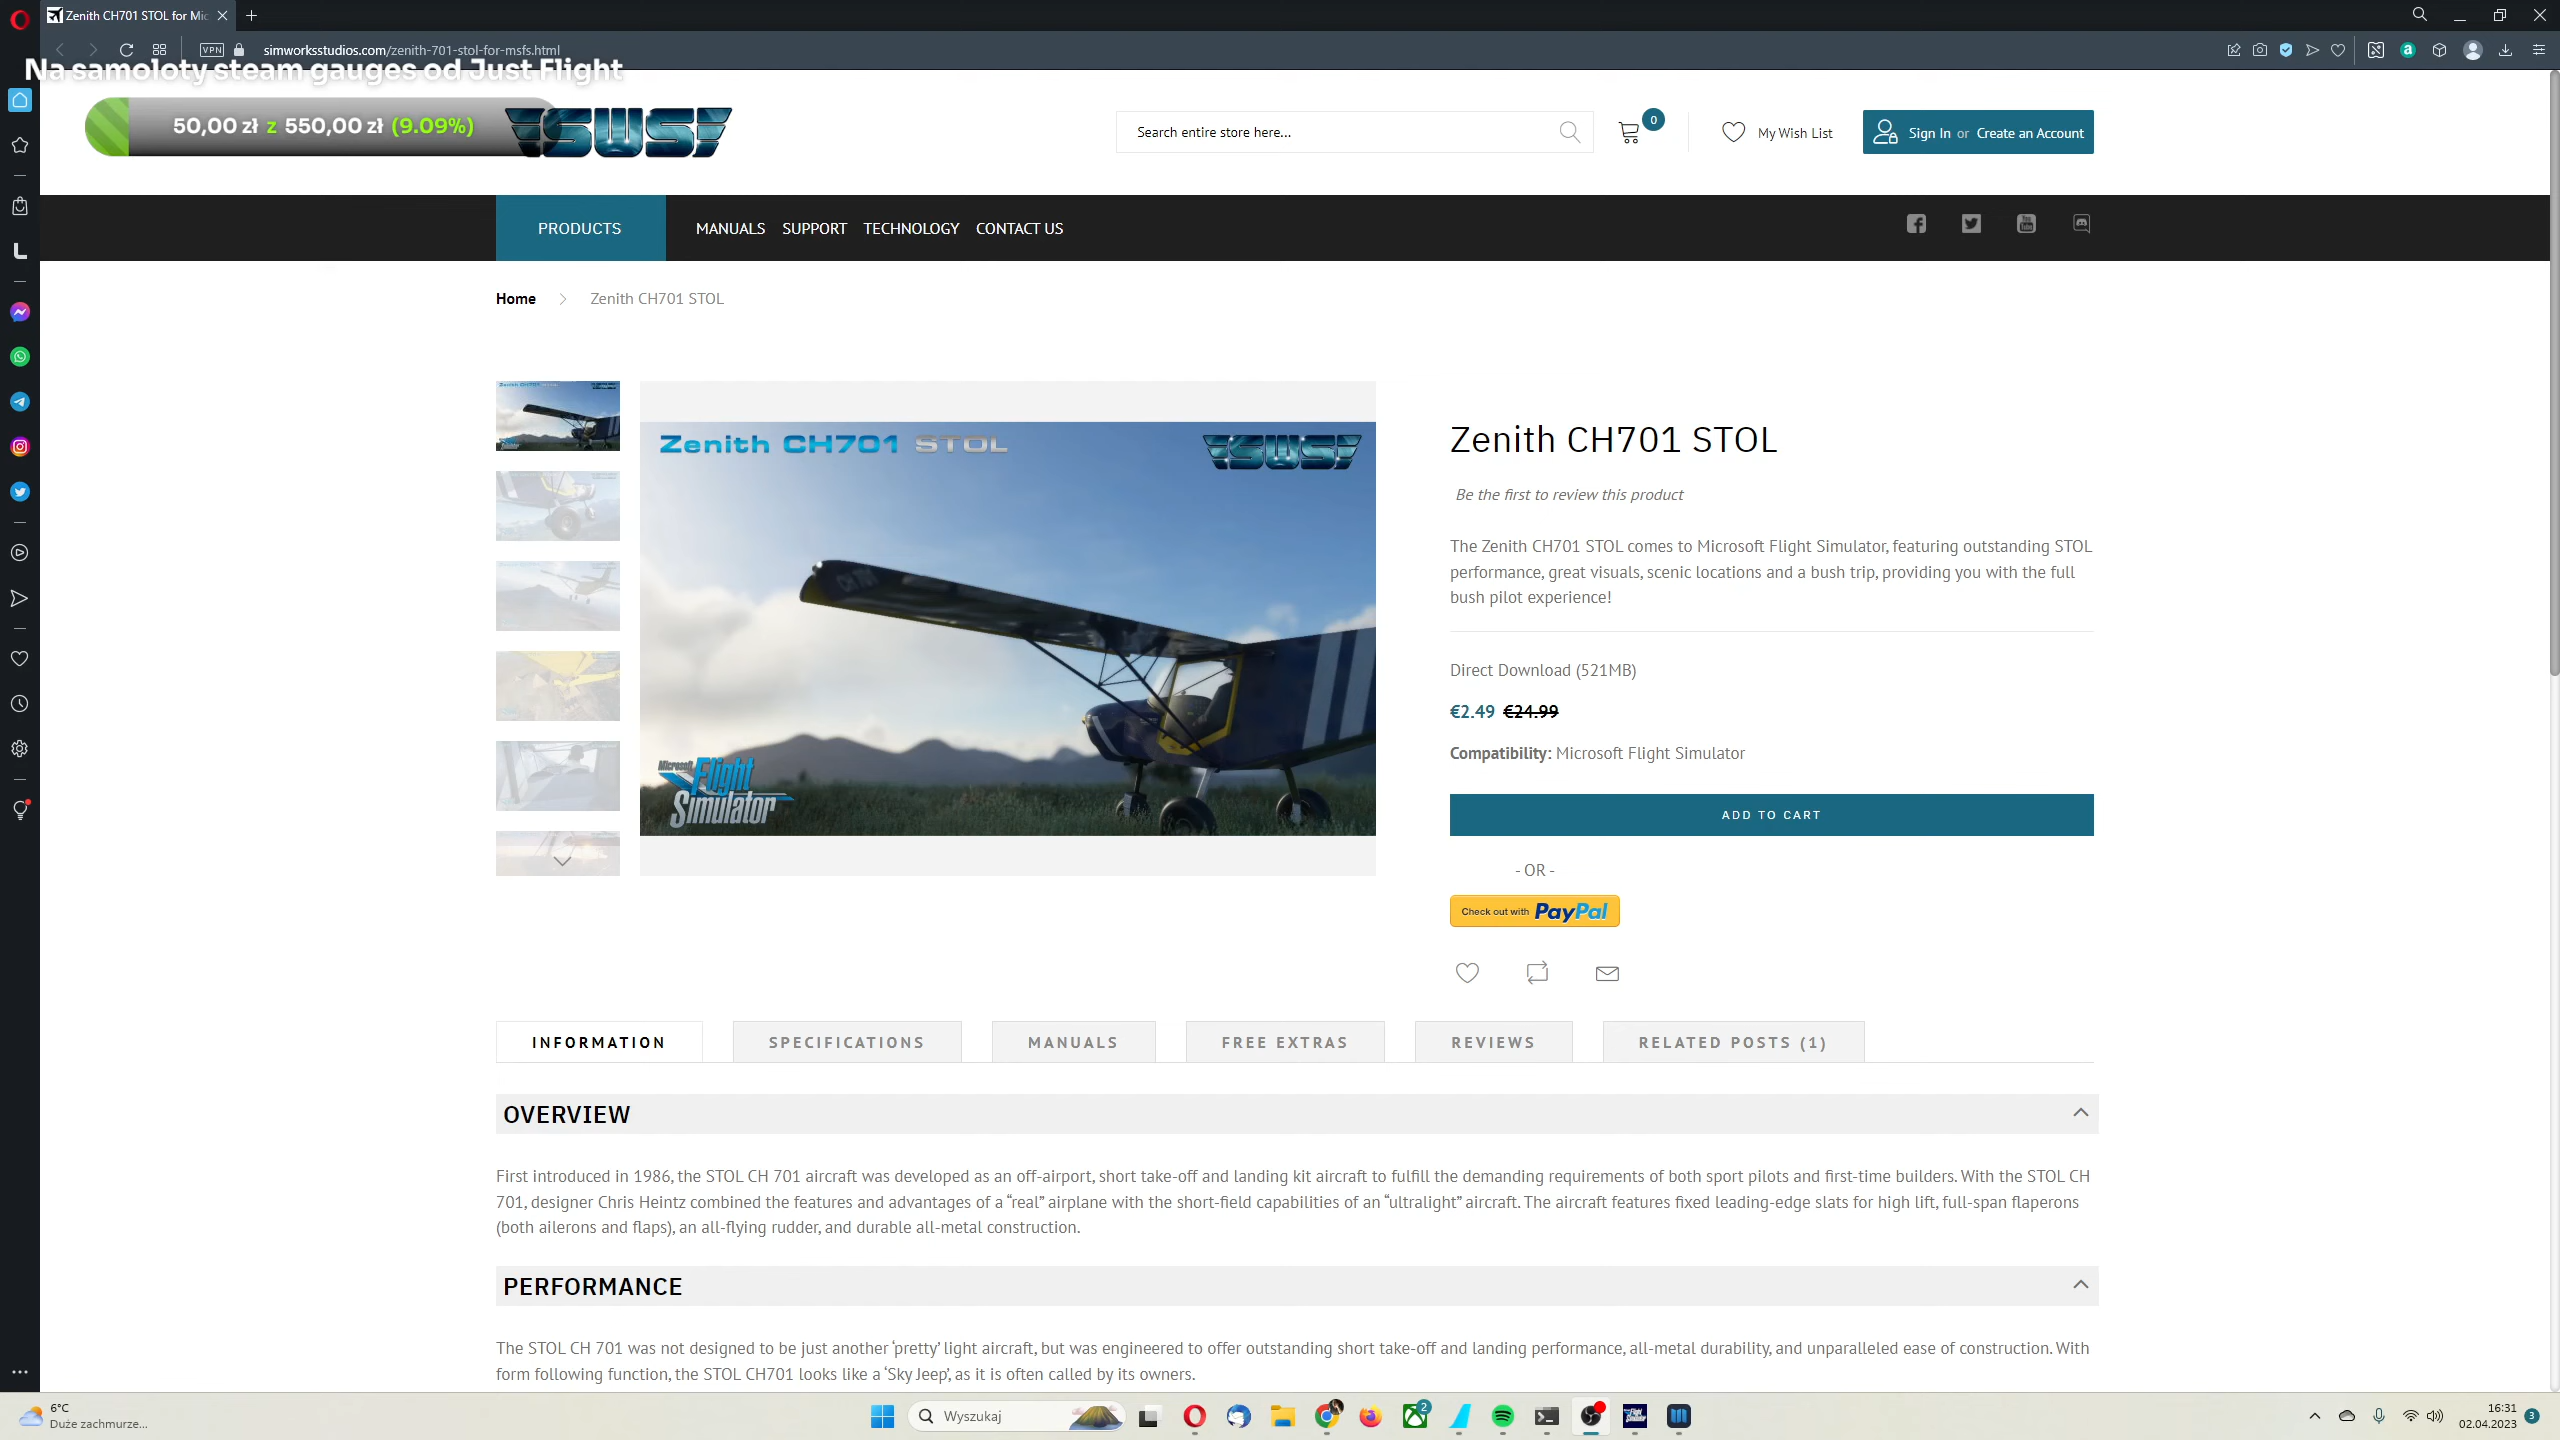 Zenith CH701 STOL for Mic
VPN
simworksstudios.com/zenith-701-stol-for-msfs.html
Na samoloty steam gauges od Just Flight
50,00 zł z 550,00 zł (9.09%)
SWS
Search entire store here...
0
My Wish List
Sign In or Create an Account
PRODUCTS
MANUALS SUPPORT TECHNOLOGY CONTACT US
Home
Zenith CH701 STOL
Zenith CH701 STOL
SWS
Microsoft
Flight
Simulator
Zenith CH701 STOL
Be the first to review this product
The Zenith CH701 STOL comes to Microsoft Flight Simulator, featuring outstanding STOL
performance, great visuals, scenic locations and a bush trip, providing you with the full
bush pilot experience!
Direct Download (521MB)
€2.49 €24.99
Compatibility: Microsoft Flight Simulator
ADD TO CART
- OR -
Check out with PayPal
INFORMATION
SPECIFICATIONS
MANUALS
FREE EXTRAS
REVIEWS
RELATED POSTS (1)
OVERVIEW
First introduced in 1986, the STOL CH 701 aircraft was developed as an off-airport, short take-off and landing kit aircraft to fulfill the demanding requirements of both sport pilots and first-time builders. With the STOL CH
701, designer Chris Heintz combined the features and advantages of a “real” airplane with the short-field capabilities of an “ultralight” aircraft. The aircraft features fixed leading-edge slats for high lift, full-span flaperons
(both ailerons and flaps), an all-flying rudder, and durable all-metal construction.
PERFORMANCE
The STOL CH 701 was not designed to be just another ‘pretty’ light aircraft, but was engineered to offer outstanding short take-off and landing performance, all-metal durability, and unparalleled ease of construction. With
form following function, the STOL CH701 looks like a ‘Sky Jeep’, as it is often called by its owners.
6°C
Duże zachmurze...
Wyszukaj
2
16:31
02.04.2023
3